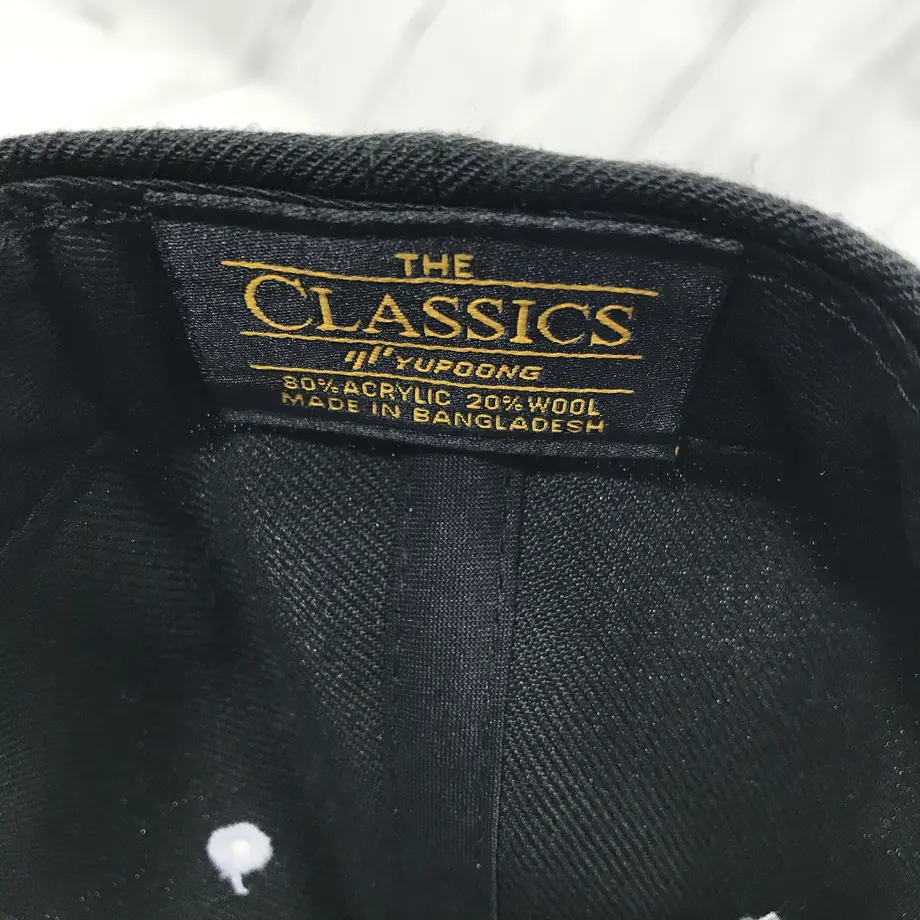 THE
CLASSICS
YUPOONG
80% ACRYLIC 20% WOOL
MADE IN BANGLADESH